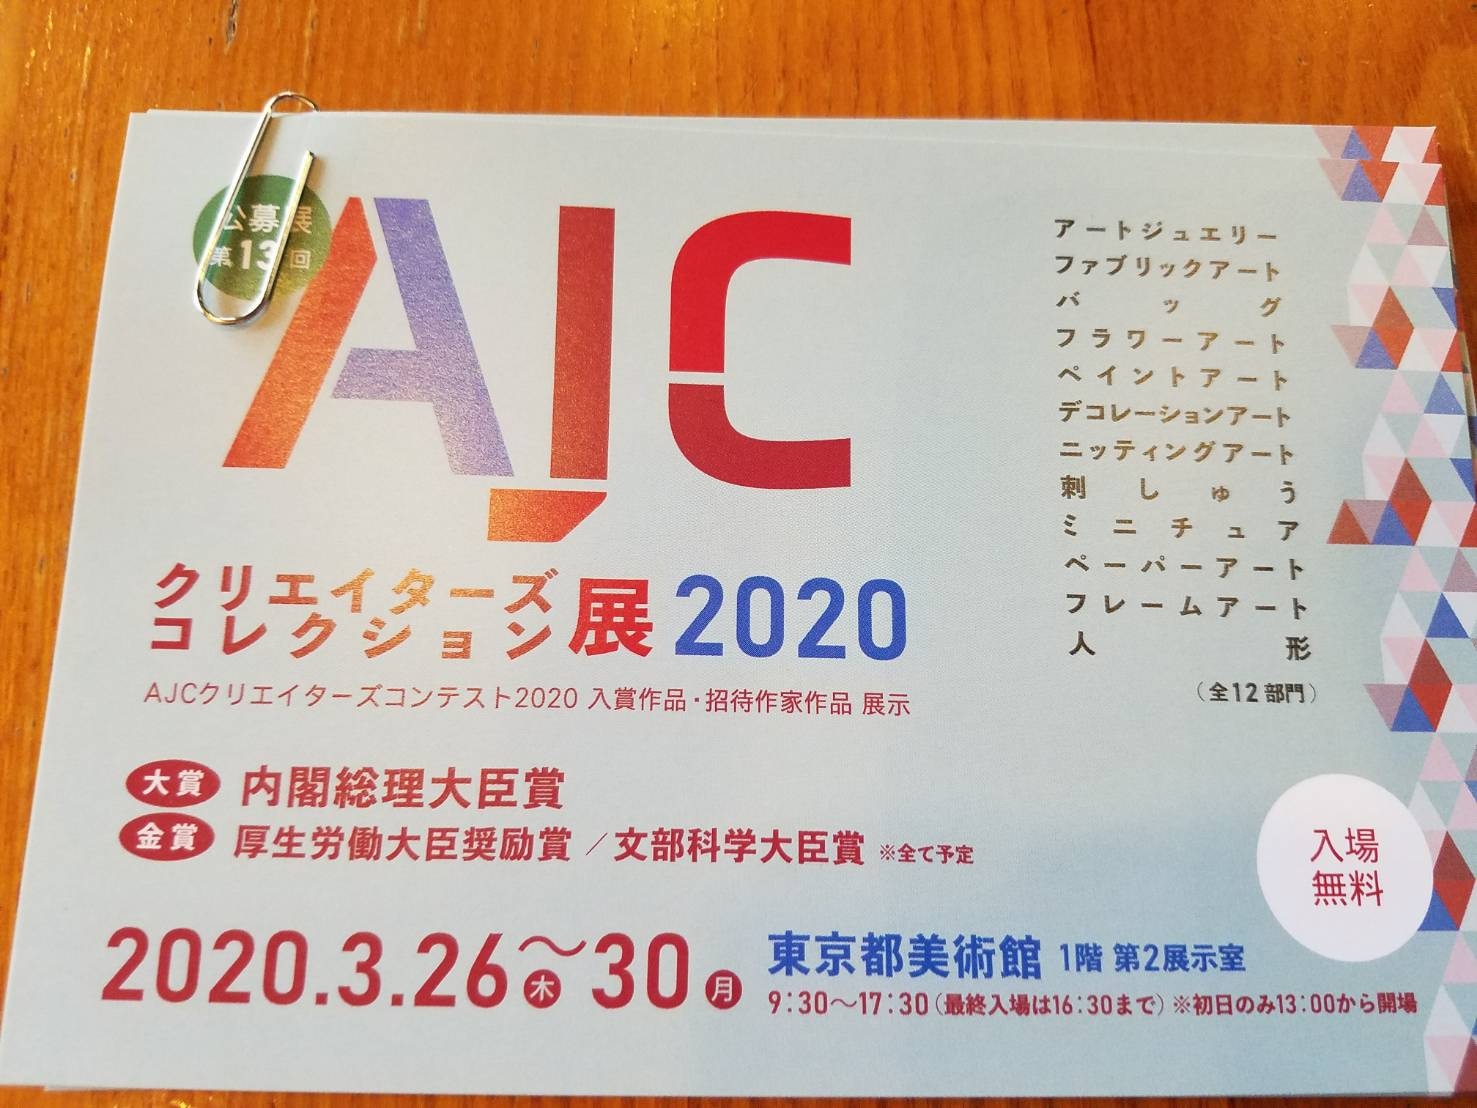 公募展
第13回
AJC
クリエイターズ
コレクション展2020
AJCクリエイターズコンテスト2020 入賞作品・招待作家作品 展示
アートジュエリー
ファブリックアート
バッグ
フラワーアート
ペイントアート
デコレーションアート
ニッティングアート
刺しゅう
ミニチュア
ペーパーアート
フレームアート
人形
(全12部門)
大賞 内閣総理大臣賞
金賞 厚生労働大臣奨励賞 / 文部科学大臣賞 ※全て予定
入場
無料
2020.3.26木〜30月
東京都美術館 1階 第2展示室
9:30〜17:30(最終入場は16:30まで)※初日のみ13:00から開場